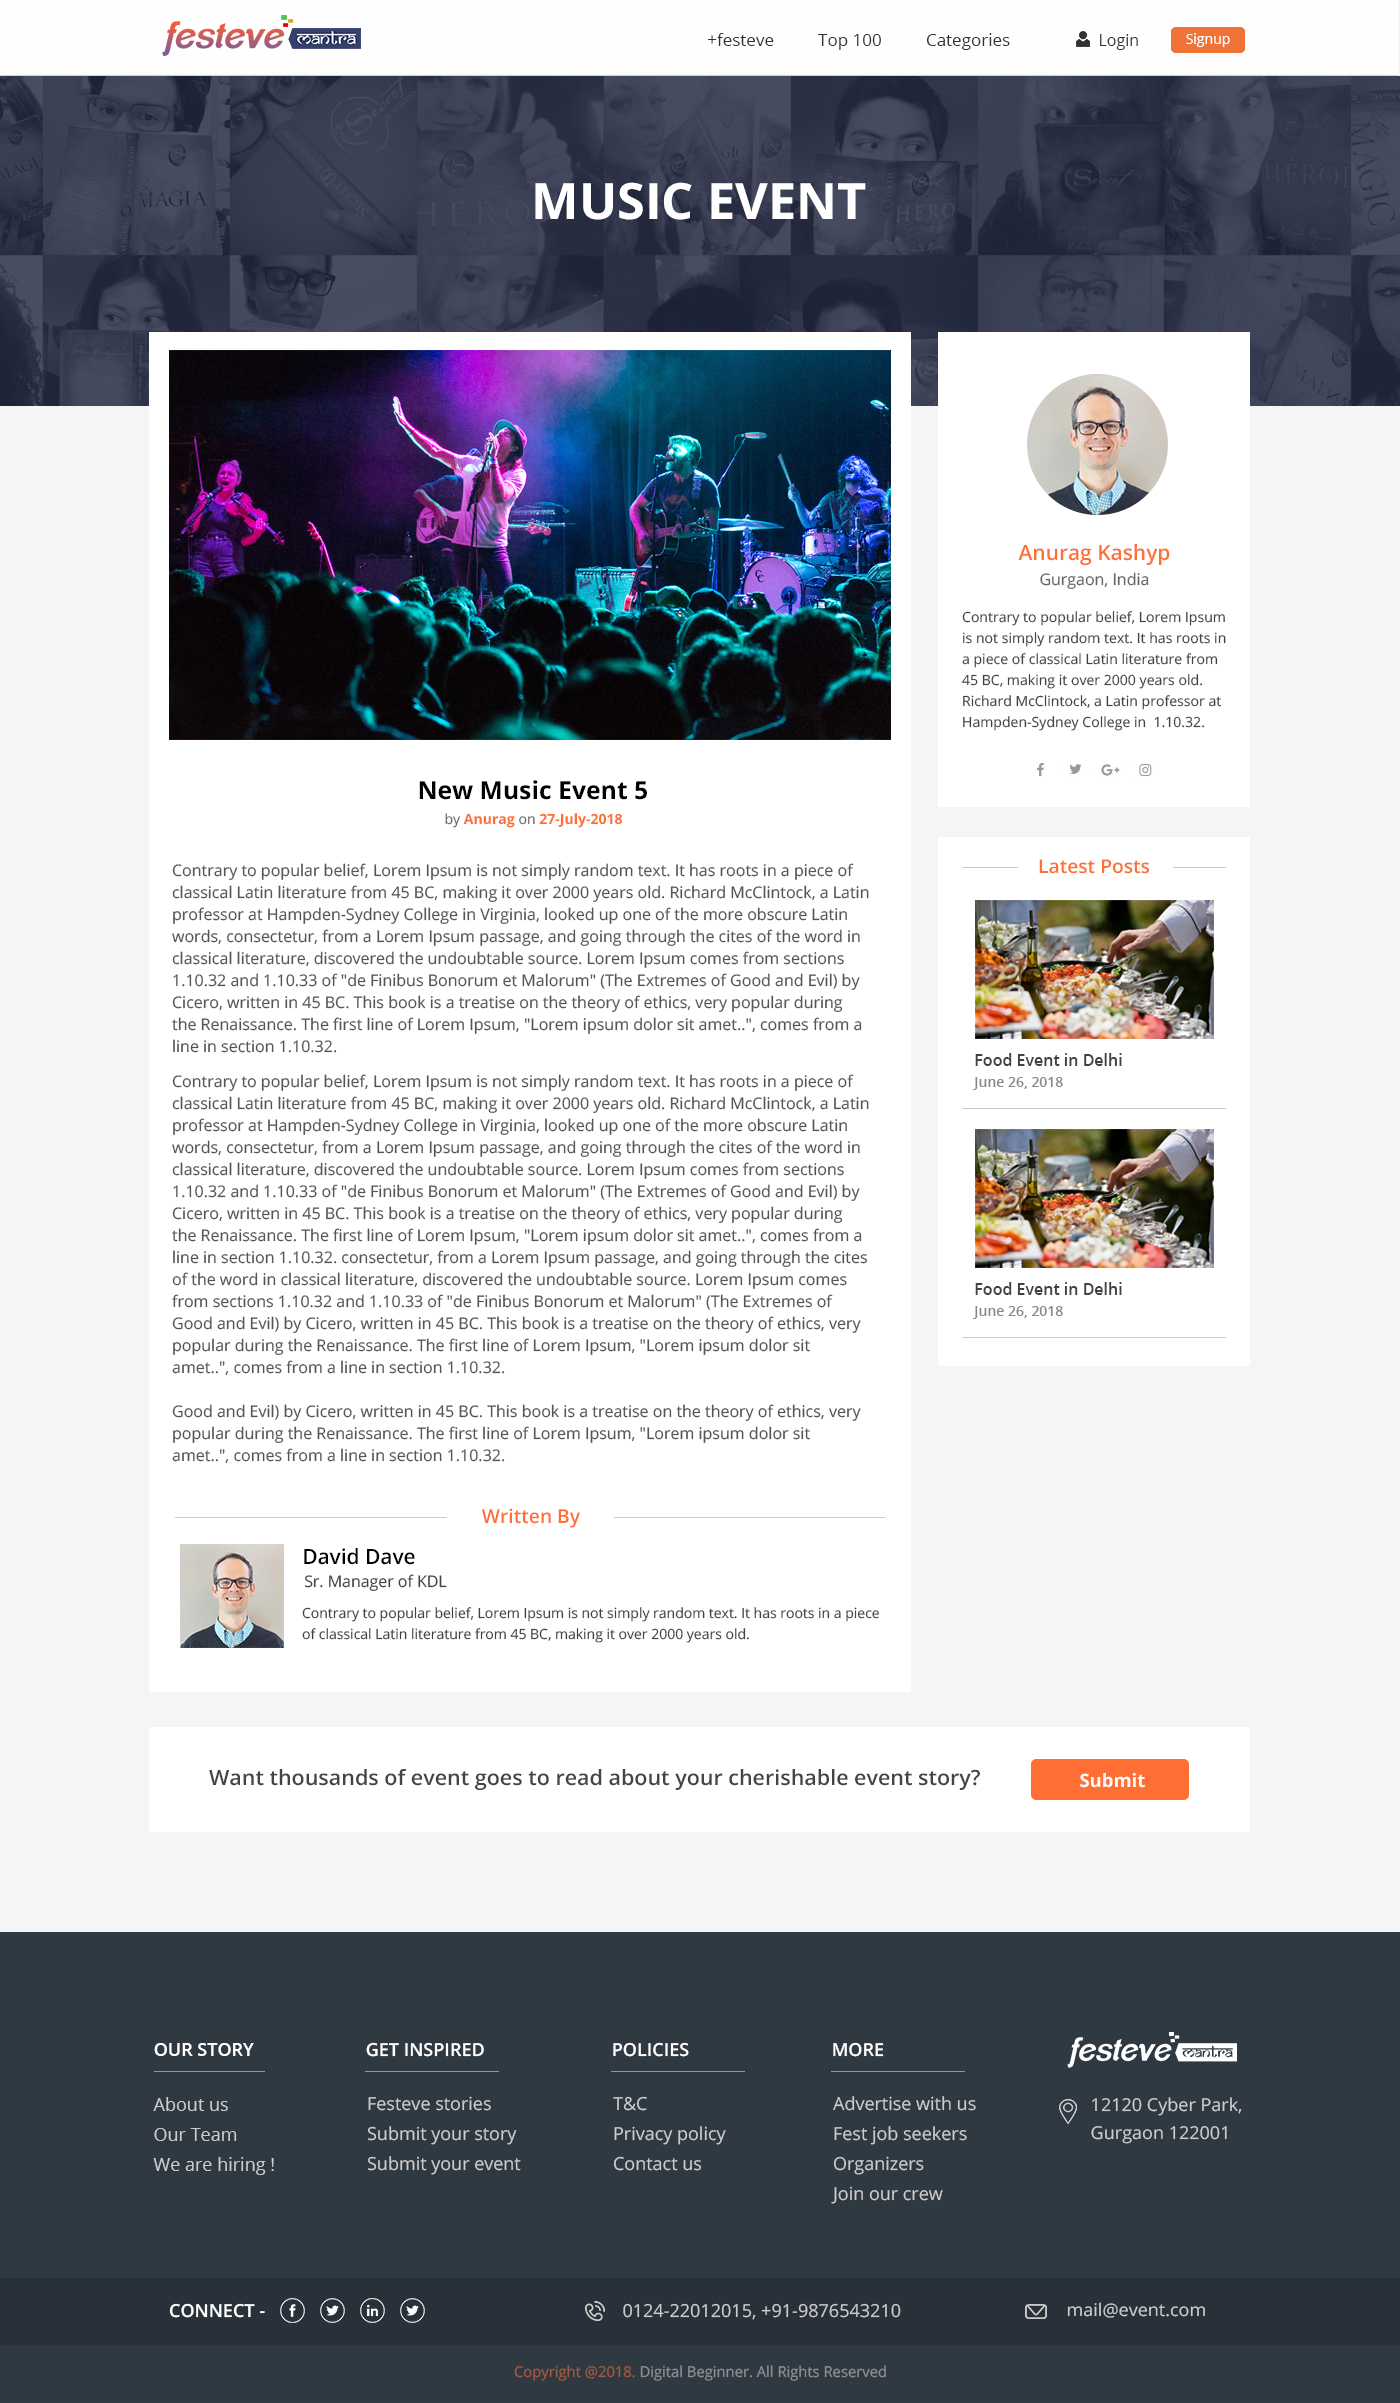 festeve mantra
+festeve
Top 100
Categories
Login
Signup
MAGIA
HERO
MUSIC EVENT
New Music Event 5
by Anurag on 27-July-2018
Contrary to popular belief, Lorem Ipsum is not simply random text. It has roots in a piece of
classical Latin literature from 45 BC, making it over 2000 years old. Richard McClintock, a Latin
professor at Hampden-Sydney College in Virginia, looked up one of the more obscure Latin
words, consectetur, from a Lorem Ipsum passage, and going through the cites of the word in
classical literature, discovered the undoubtable source. Lorem Ipsum comes from sections
1.10.32 and 1.10.33 of "de Finibus Bonorum et Malorum" (The Extremes of Good and Evil) by
Cicero, written in 45 BC. This book is a treatise on the theory of ethics, very popular during
the Renaissance. The first line of Lorem Ipsum, "Lorem ipsum dolor sit amet..", comes from a
line in section 1.10.32.
Contrary to popular belief, Lorem Ipsum is not simply random text. It has roots in a piece of
classical Latin literature from 45 BC, making it over 2000 years old. Richard McClintock, a Latin
professor at Hampden-Sydney College in Virginia, looked up one of the more obscure Latin
words, consectetur, from a Lorem Ipsum passage, and going through the cites of the word in
classical literature, discovered the undoubtable source. Lorem Ipsum comes from sections
1.10.32 and 1.10.33 of "de Finibus Bonorum et Malorum" (The Extremes of Good and Evil) by
Cicero, written in 45 BC. This book is a treatise on the theory of ethics, very popular during
the Renaissance. The first line of Lorem Ipsum, "Lorem ipsum dolor sit amet..", comes from a
line in section 1.10.32. consectetur, from a Lorem Ipsum passage, and going through the cites
of the word in classical literature, discovered the undoubtable source. Lorem Ipsum comes
from sections 1.10.32 and 1.10.33 of "de Finibus Bonorum et Malorum" (The Extremes of
Good and Evil) by Cicero, written in 45 BC. This book is a treatise on the theory of ethics, very
popular during the Renaissance. The first line of Lorem Ipsum, "Lorem ipsum dolor sit
amet..", comes from a line in section 1.10.32.
Good and Evil) by Cicero, written in 45 BC. This book is a treatise on the theory of ethics, very
popular during the Renaissance. The first line of Lorem Ipsum, "Lorem ipsum dolor sit
amet..", comes from a line in section 1.10.32.
Written By
David Dave
Sr. Manager of KDL
Contrary to popular belief, Lorem Ipsum is not simply random text. It has roots in a piece
of classical Latin literature from 45 BC, making it over 2000 years old.
Anurag Kashyp
Gurgaon, India
Contrary to popular belief, Lorem Ipsum
is not simply random text. It has roots in
a piece of classical Latin literature from
45 BC, making it over 2000 years old.
Richard McClintock, a Latin professor at
Hampden-Sydney College in 1.10.32.
Latest Posts
Food Event in Delhi
June 26, 2018
Food Event in Delhi
June 26, 2018
Want thousands of event goes to read about your cherishable event story?
Submit
OUR STORY
About us
Our Team
We are hiring !
GET INSPIRED
Festeve stories
Submit your story
Submit your event
POLICIES
T&C
Privacy policy
Contact us
MORE
Advertise with us
Fest job seekers
Organizers
Join our crew
festeve mantra
12120 Cyber Park,
Gurgaon 122001
CONNECT -
0124-22012015, +91-9876543210
mail@event.com
Copyright @2018. Digital Beginner. All Rights Reserved